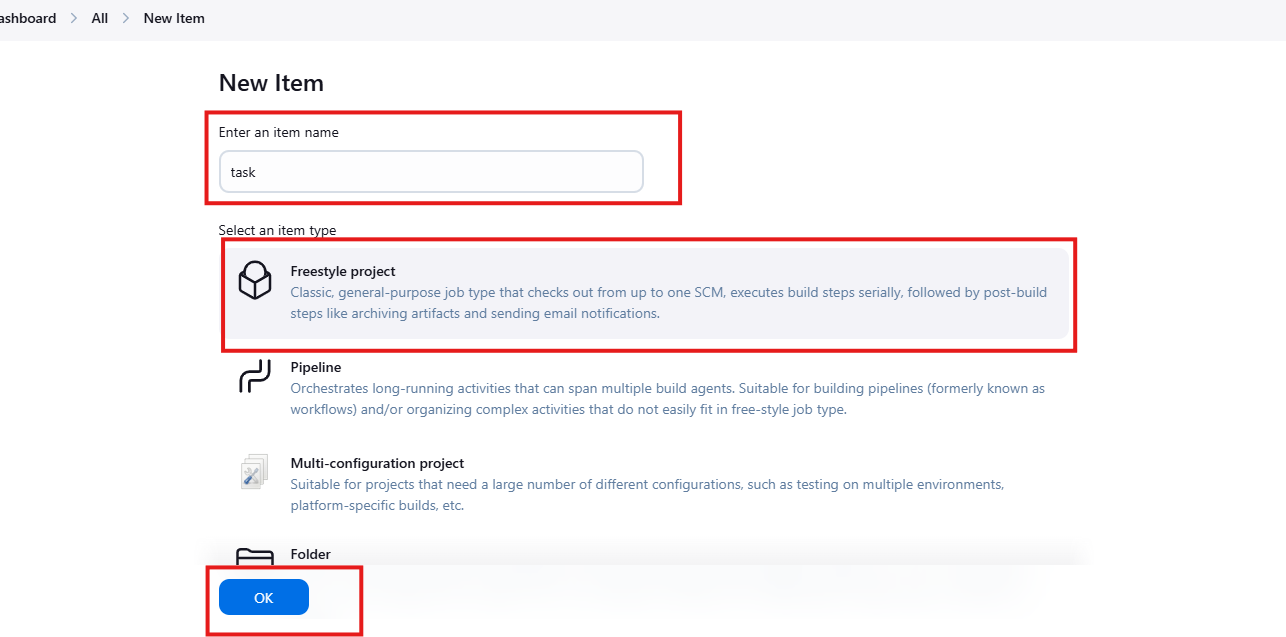 ashboard > All > New Item
New Item
Enter an item name
task
Select an item type
Freestyle project
Classic, general-purpose job type that checks out from up to one SCM, executes build steps serially, followed by post-build
steps like archiving artifacts and sending email notifications.
Pipeline
Orchestrates long-running activities that can span multiple build agents. Suitable for building pipelines (formerly known as
workflows) and/or organizing complex activities that do not easily fit in free-style job type.
Multi-configuration project
Suitable for projects that need a large number of different configurations, such as testing on multiple environments,
platform-specific builds, etc.
Folder
OK